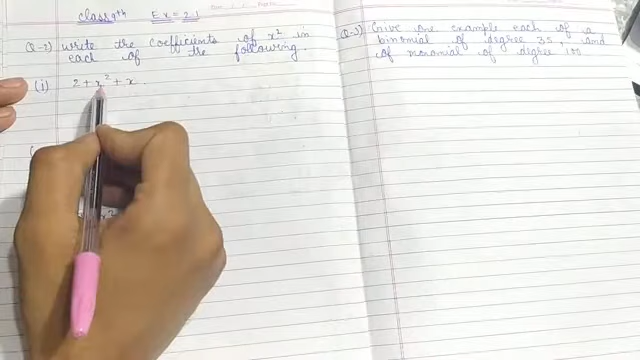 class 9th Ex = 2.1
Q-2) write the coefficients of x² in
each of the following.
(i) 2 + x² + x.
Q-3) Give one example each of a
binomial of degree 35, and
of monomial of degree 100.